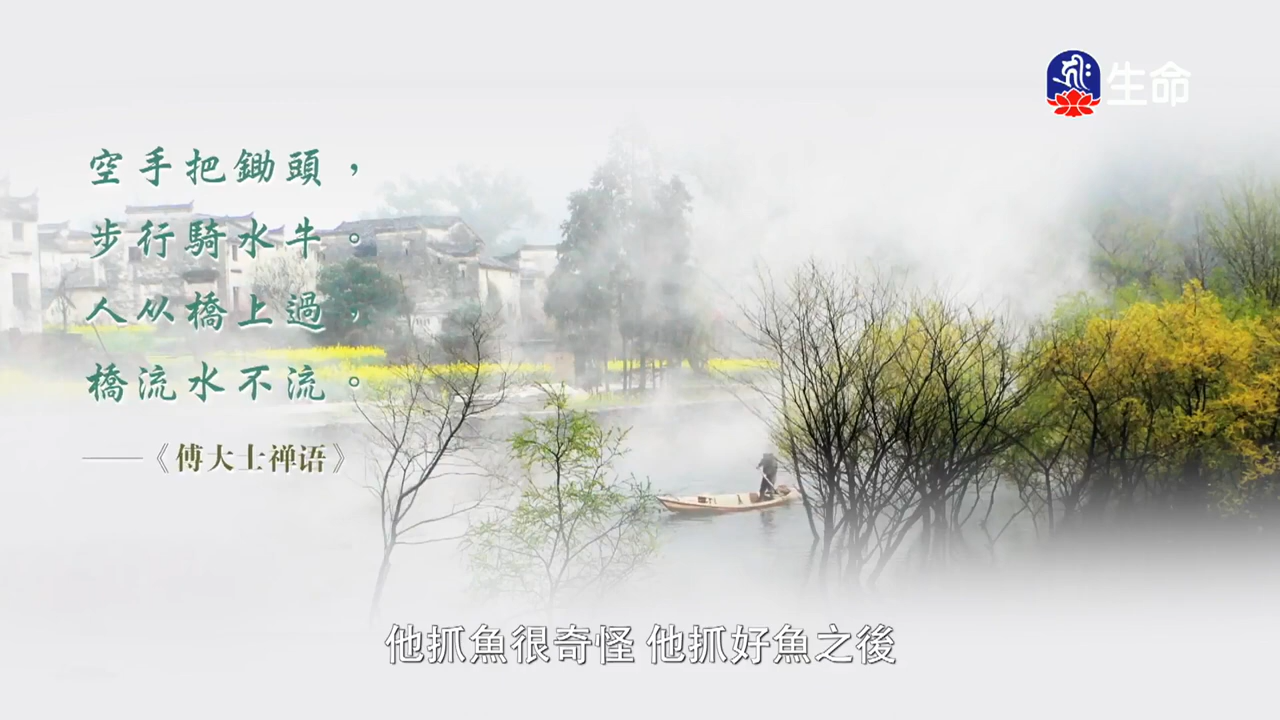 生命
空手把鋤頭，
步行騎水牛。
人从橋上過，
橋流水不流。
——《傅大士禅语》
他抓魚很奇怪 他抓好魚之後